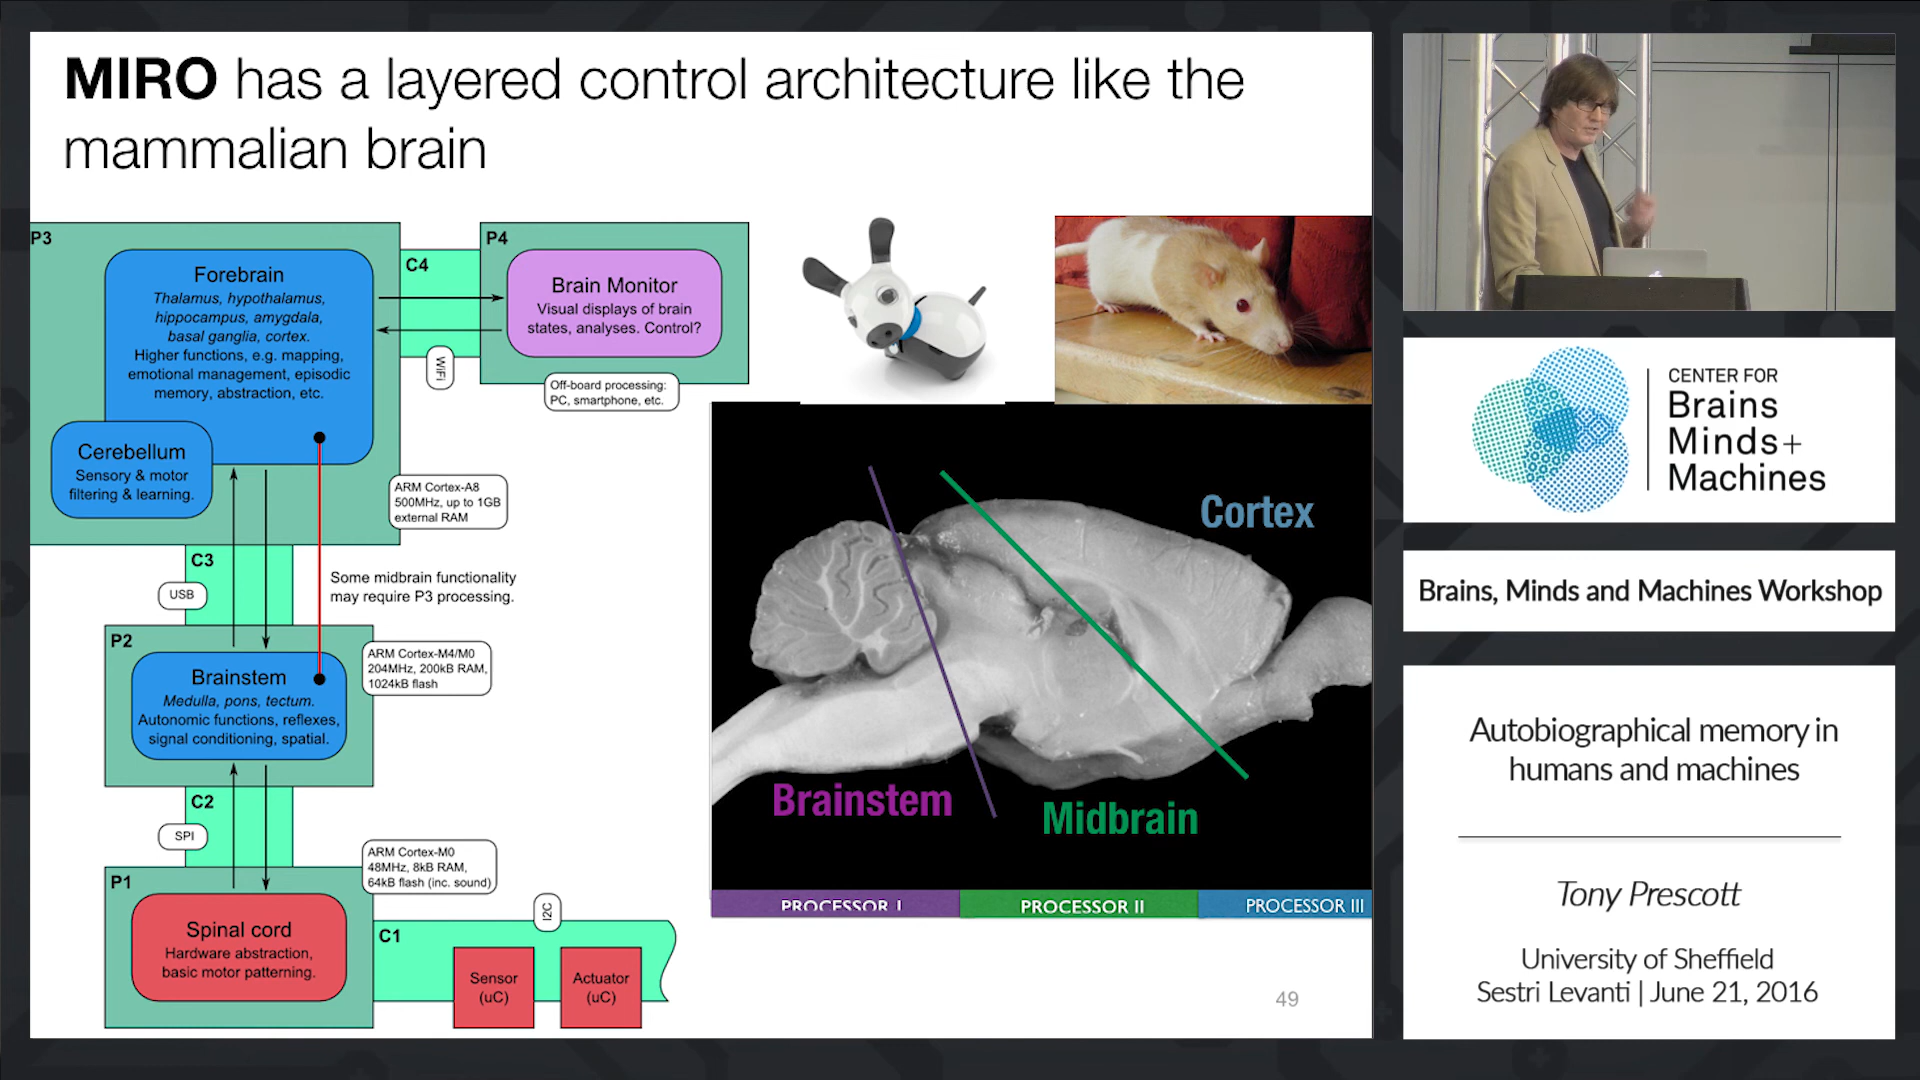 MIRO has a layered control architecture like the
mammalian brain
P3
Forebrain
Thalamus, hypothalamus,
hippocampus, amygdala,
basal ganglia, cortex.
Higher functions, e.g. mapping,
emotional management, episodic
memory, abstraction, etc.
Cerebellum
Sensory & motor
filtering & learning.
C4
WiFi
P4
Brain Monitor
Visual displays of brain
states, analyses. Control?
Off-board processing:
PC, smartphone, etc.
ARM Cortex-A8
500MHz, up to 1GB
external RAM
C3
USB
Some midbrain functionality
may require P3 processing.
P2
Brainstem
Medulla, pons, tectum.
Autonomic functions, reflexes,
signal conditioning, spatial.
ARM Cortex-M4/M0
204MHz, 200kB RAM,
1024kB flash
C2
SPI
ARM Cortex-M0
48MHz, 8kB RAM,
64kB flash (inc. sound)
P1
Spinal cord
Hardware abstraction,
basic motor patterning.
C1
I2C
Sensor
(uC)
Actuator
(uC)
Cortex
Brainstem
Midbrain
PROCESSOR I
PROCESSOR II
PROCESSOR III
49
CENTER FOR
Brains
Minds+
Machines
Brains, Minds and Machines Workshop
Autobiographical memory in
humans and machines
Tony Prescott
University of Sheffield
Sestri Levanti | June 21, 2016